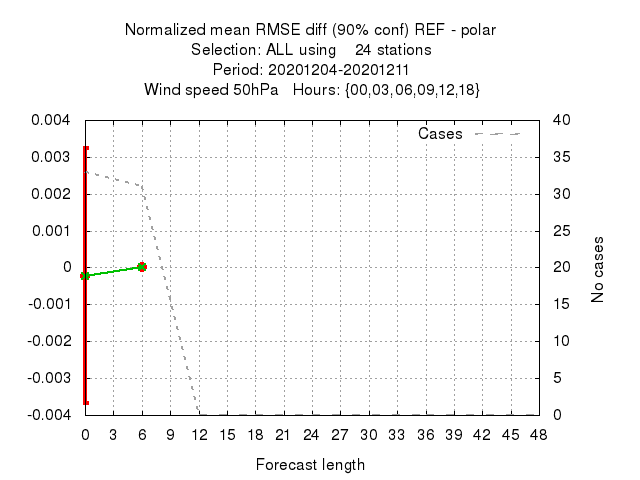 Normalized mean RMSE diff (90% conf) REF - polar
Selection: ALL using    24 stations
Period: 20201204-20201211
Wind speed 50hPa   Hours: {00,03,06,09,12,18}
Cases
0.004
0.003
0.002
0.001
0
-0.001
-0.002
-0.003
-0.004
40
35
30
25
20
15
10
5
0
No cases
0 3 6 9 12 15 18 21 24 27 30 33 36 39 42 45 48
Forecast length